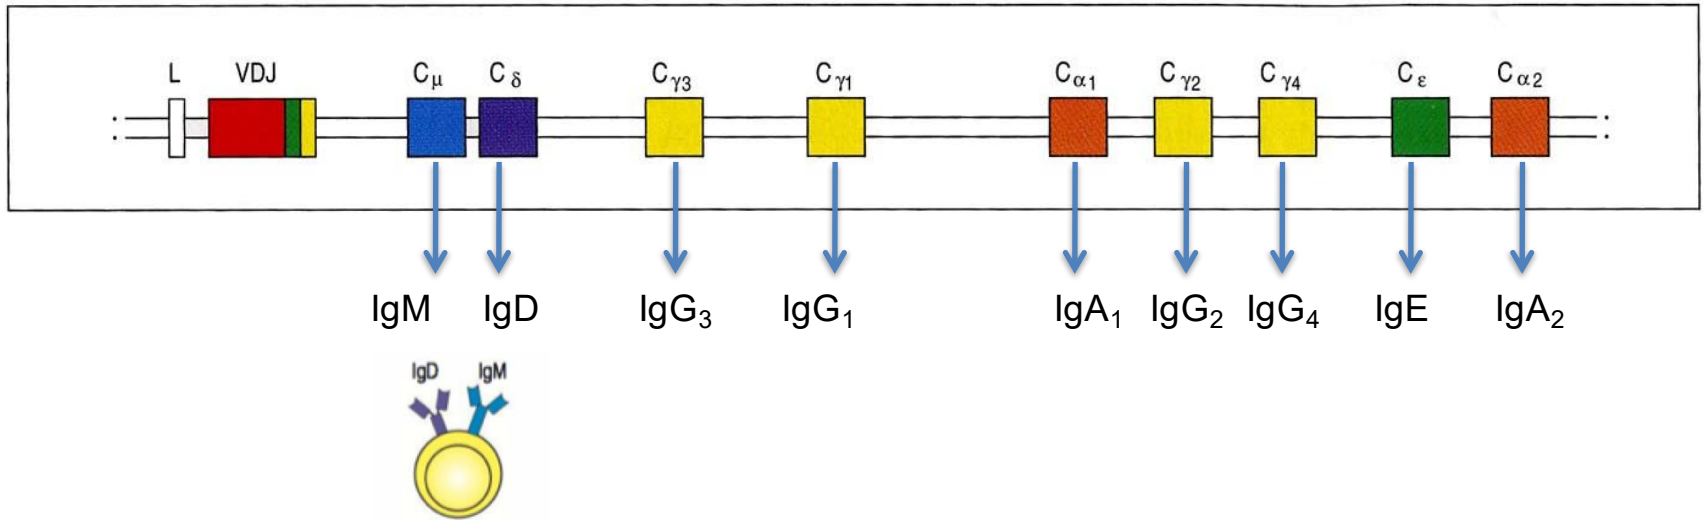 L VDJ Cμ Cδ Cγ3 Cγ1 Cα1 Cγ2 Cγ4 Cε Cα2
IgM IgD IgG3 IgG1 IgA1 IgG2 IgG4 IgE IgA2
IgD IgM